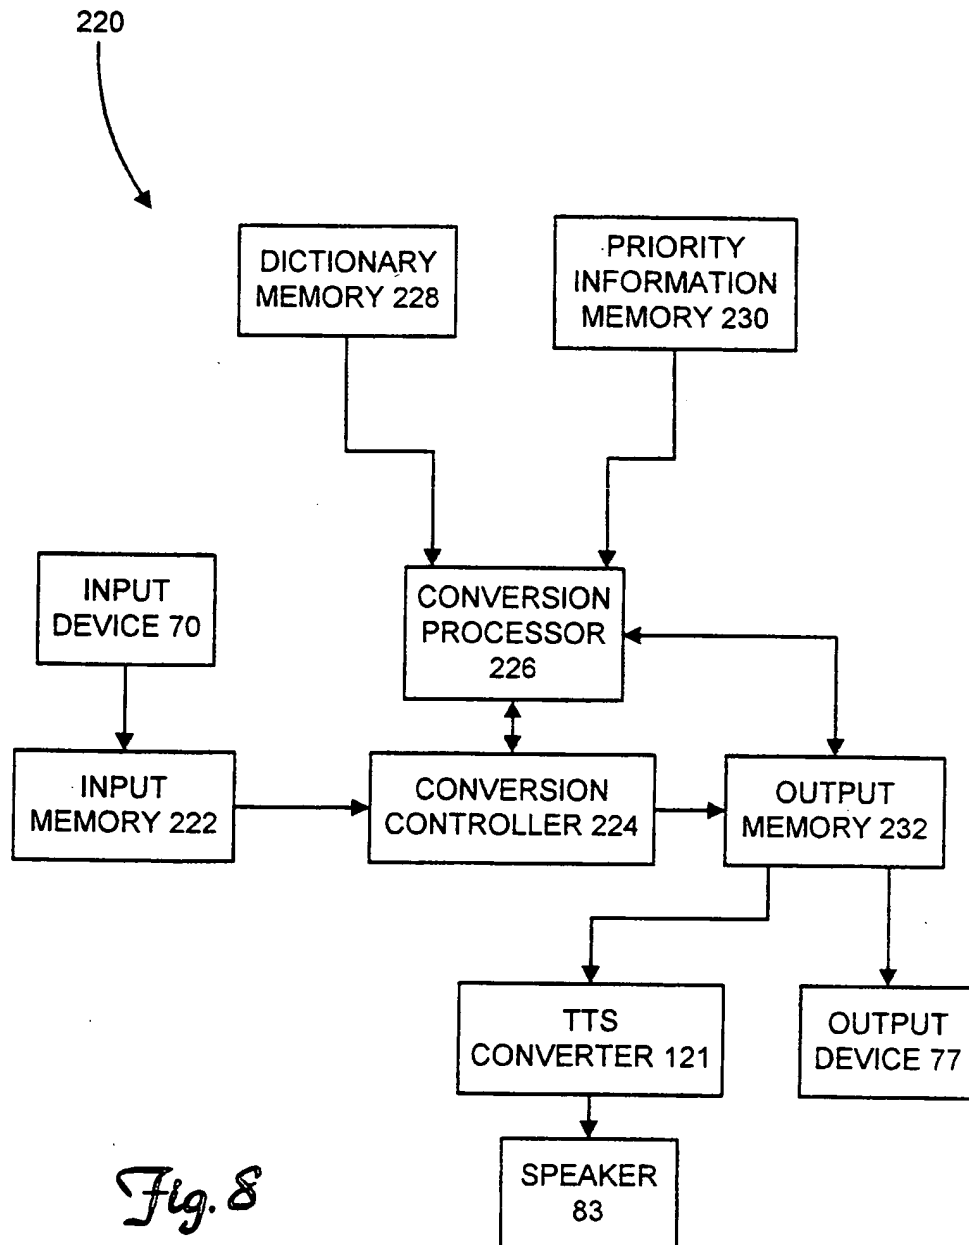 220
DICTIONARY
MEMORY 228
PRIORITY
INFORMATION
MEMORY 230
INPUT
DEVICE 70
CONVERSION
PROCESSOR
226
INPUT
MEMORY 222
CONVERSION
CONTROLLER 224
OUTPUT
MEMORY 232
TTS
CONVERTER 121
OUTPUT
DEVICE 77
SPEAKER
83
Fig. 8